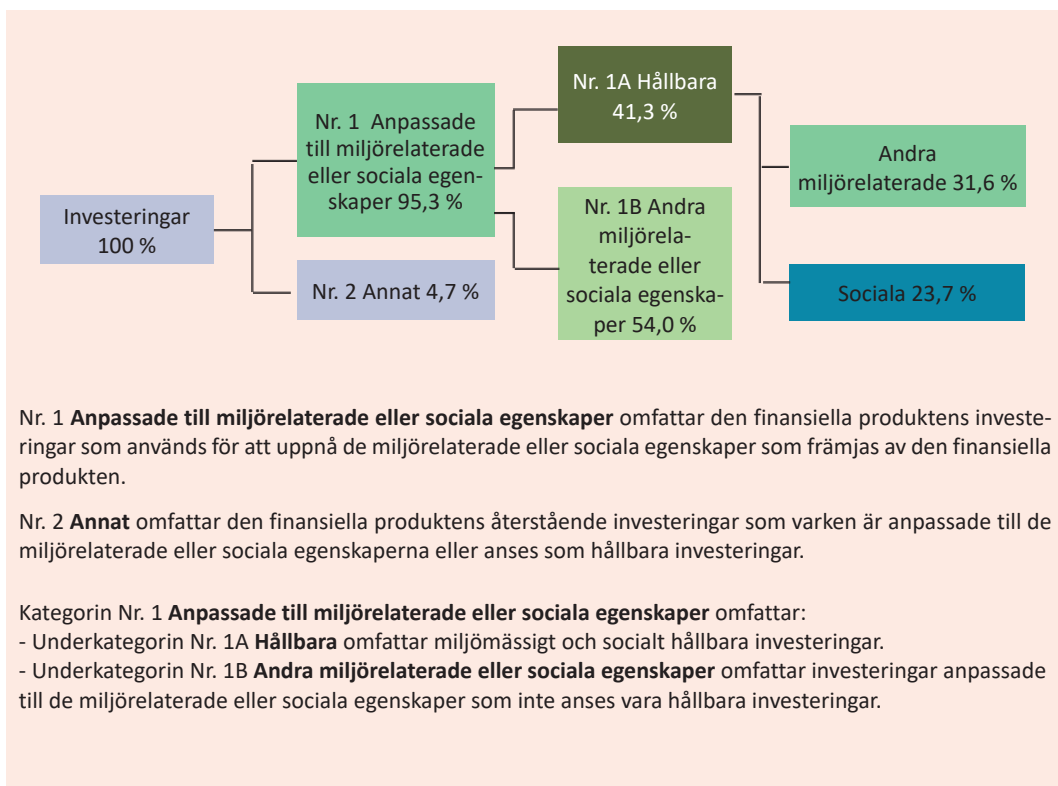 Investeringar
100 %
Nr. 1 Anpassade
till miljörelaterade
eller sociala egen-
skaper 95,3 %
Nr. 2 Annat 4,7 %
Nr. 1A Hållbara
41,3 %
Nr. 1B Andra
miljörela-
terade eller
sociala egenska-
per 54,0 %
Andra
miljörelaterade 31,6 %
Sociala 23,7 %
Nr. 1 Anpassade till miljörelaterade eller sociala egenskaper omfattar den finansiella produktens investe-
ringar som används för att uppnå de miljörelaterade eller sociala egenskaper som främjas av den finansiella
produkten.
Nr. 2 Annat omfattar den finansiella produktens återstående investeringar som varken är anpassade till de
miljörelaterade eller sociala egenskaperna eller anses som hållbara investeringar.
Kategorin Nr. 1 Anpassade till miljörelaterade eller sociala egenskaper omfattar:
- Underkategorin Nr. 1A Hållbara omfattar miljömässigt och socialt hållbara investeringar.
- Underkategorin Nr. 1B Andra miljörelaterade eller sociala egenskaper omfattar investeringar anpassade
till de miljörelaterade eller sociala egenskaper som inte anses vara hållbara investeringar.